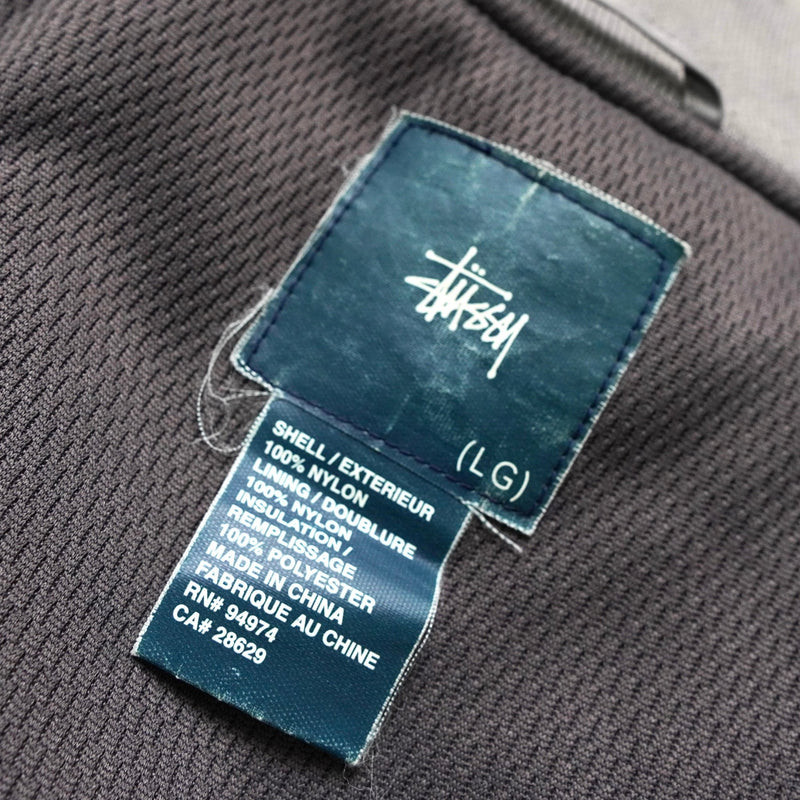 Stüssy
(LG)
SHELL / EXTERIEUR
100% NYLON
LINING / DOUBLURE
100% NYLON
INSULATION /
REMPLISSAGE
100% POLYESTER
MADE IN CHINA
FABRIQUE AU CHINE
RN# 94974
CA# 28629